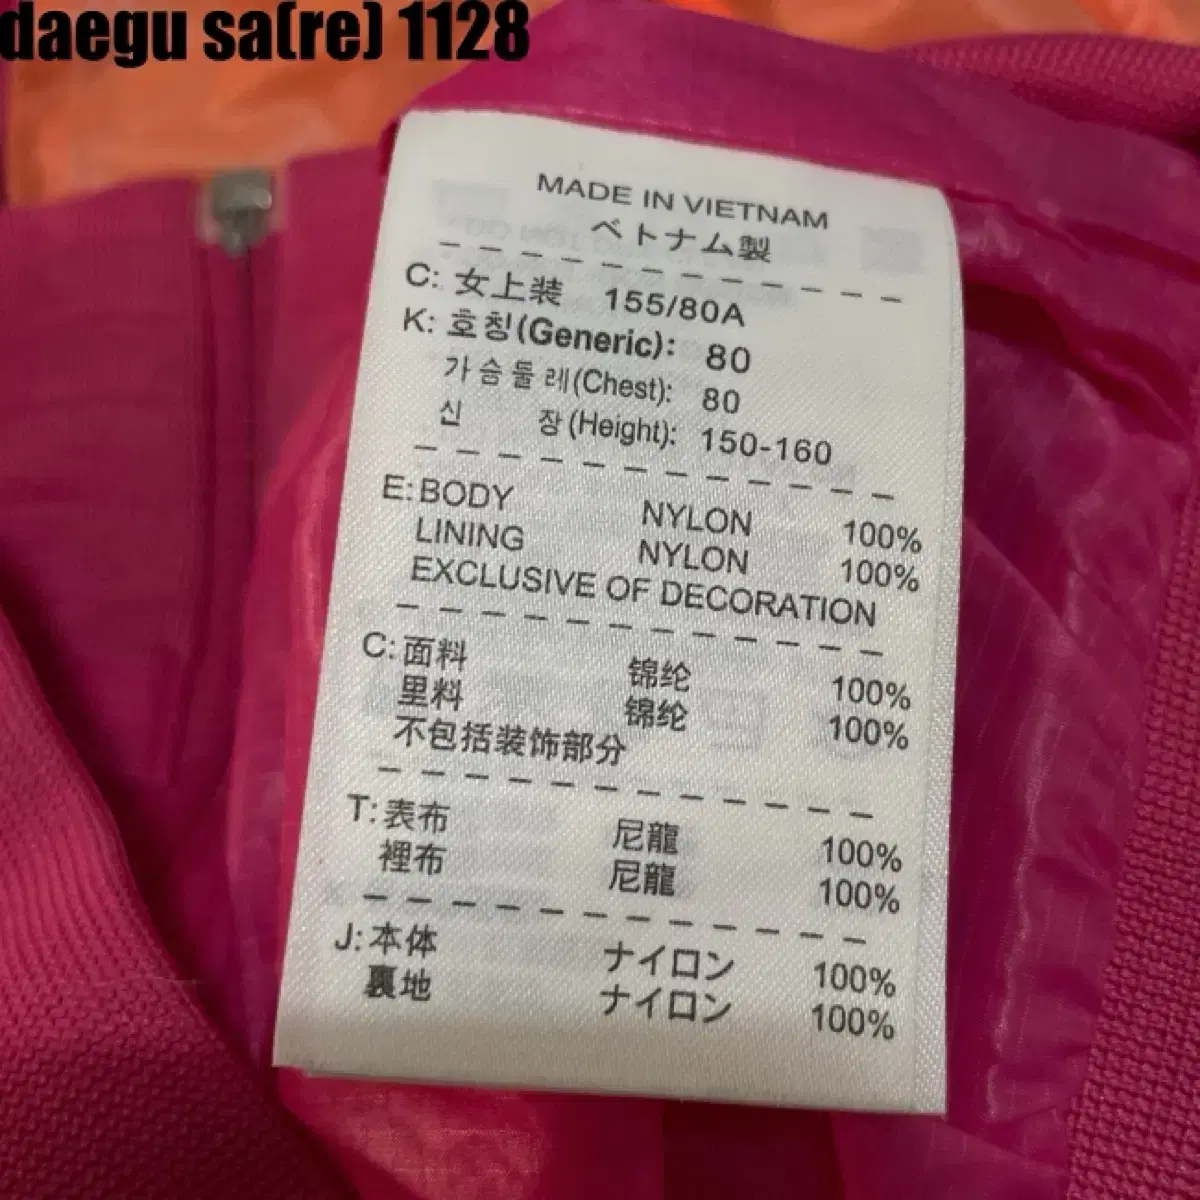 daegu sa(re) 1128
MADE IN VIETNAM
ベトナム製
C: 女上装 155/80A
K: 호칭(Generic): 80
가슴둘레(Chest): 80
신 장(Height): 150-160
E: BODY NYLON 100%
LINING NYLON 100%
EXCLUSIVE OF DECORATION
C: 面料 锦纶 100%
里料 锦纶 100%
不包括装饰部分
T: 表布 尼龍 100%
裡布 尼龍 100%
J: 本体 ナイロン 100%
裏地 ナイロン 100%